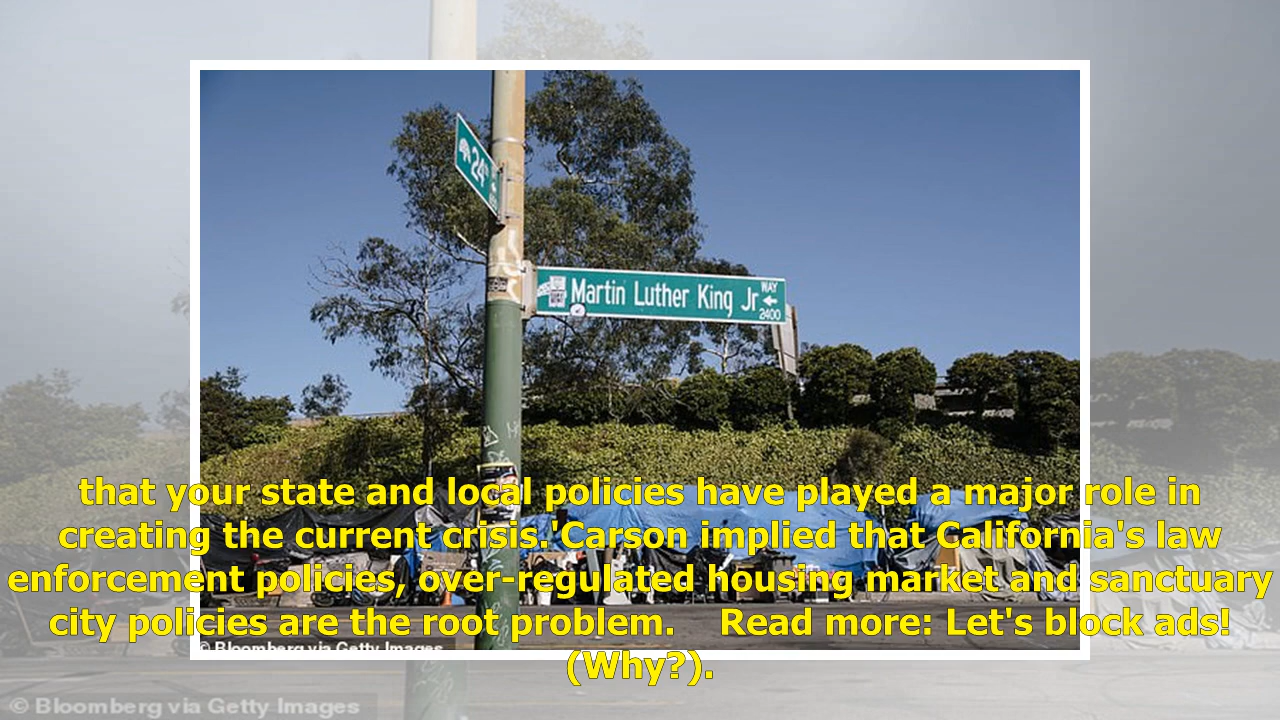 24th
Martin Luther King Jr WAY
2400
that your state and local policies have played a major role in
creating the current crisis.'Carson implied that California's law
enforcement policies, over-regulated housing market and sanctuary
city policies are the root problem. Read more: Let's block ads!
(Why?).
© Bloomberg via Getty Images
© Bloomberg via Getty Images